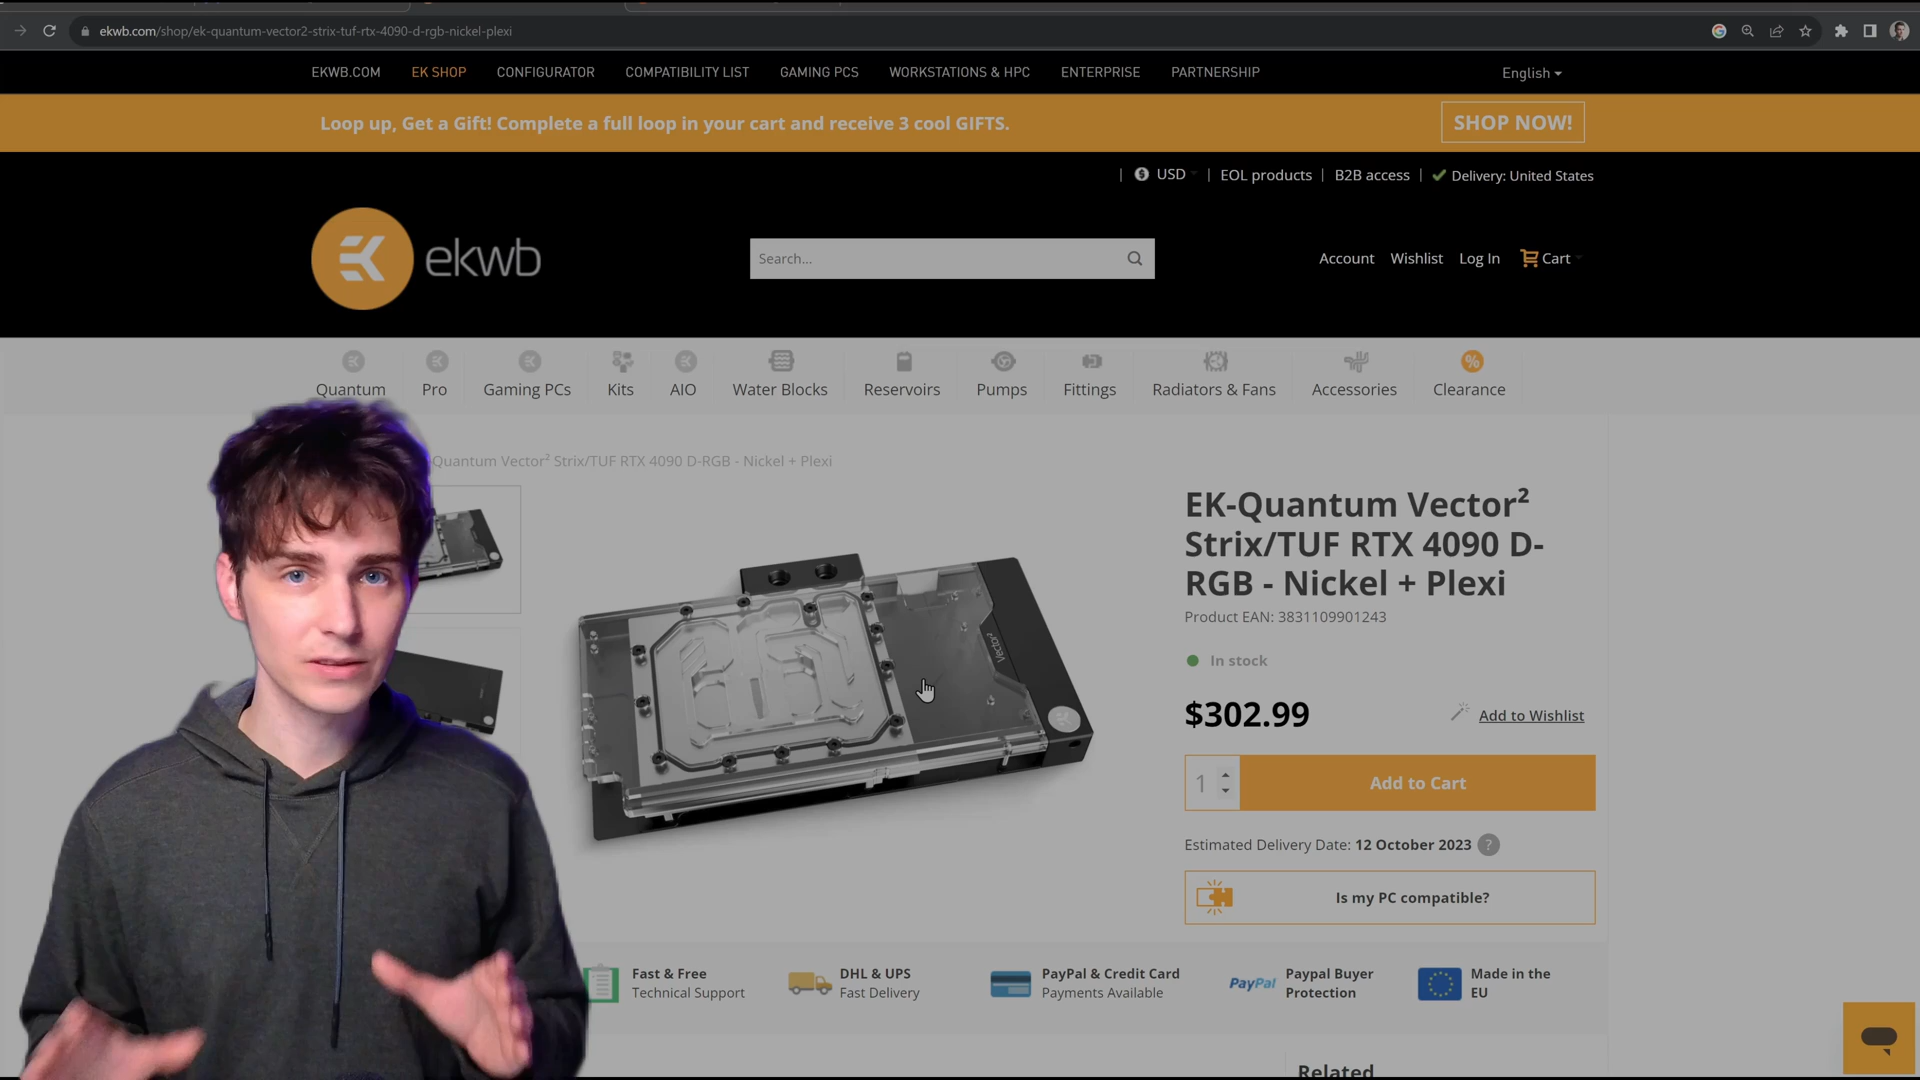 ekwb.com/shop/ek-quantum-vector2-strix-tuf-rtx-4090-d-rgb-nickel-plexi
EKWB.COM EK SHOP CONFIGURATOR COMPATIBILITY LIST GAMING PCS WORKSTATIONS & HPC ENTERPRISE PARTNERSHIP English
Loop up, Get a Gift! Complete a full loop in your cart and receive 3 cool GIFTS. SHOP NOW!
| $ USD | EOL products | B2B access | Delivery: United States
ekwb
Search...
Account Wishlist Log In Cart
Quantum Pro Gaming PCs Kits AIO Water Blocks Reservoirs Pumps Fittings Radiators & Fans Accessories % Clearance
Quantum Vector² Strix/TUF RTX 4090 D-RGB - Nickel + Plexi
EK-Quantum Vector²
Strix/TUF RTX 4090 D-
RGB - Nickel + Plexi
Product EAN: 3831109901243
In stock
$302.99
Add to Wishlist
1
Add to Cart
Estimated Delivery Date: 12 October 2023 ?
Is my PC compatible?
Vector²
Fast & Free
Technical Support
DHL & UPS
Fast Delivery
PayPal & Credit Card
Payments Available
PayPal
Paypal Buyer
Protection
Made in the
EU
Related